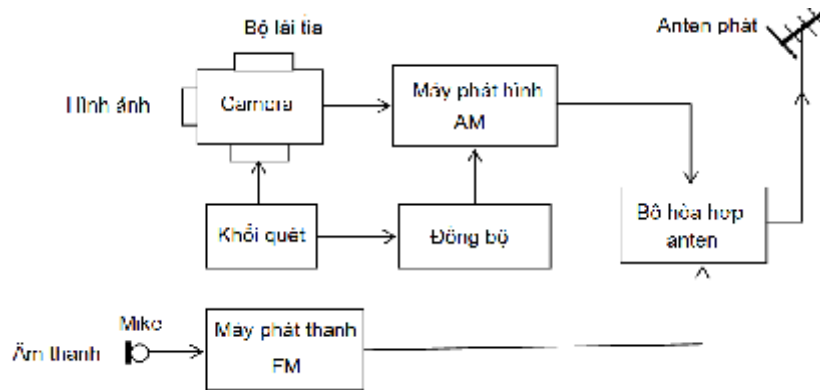 Bộ lái tia
Anten phát
Hình ảnh
Camera
Máy phát hình
AM
Khối quét
Đồng bộ
Bộ hòa hợp
anten
Mike
Âm thanh
Máy phát thanh
FM